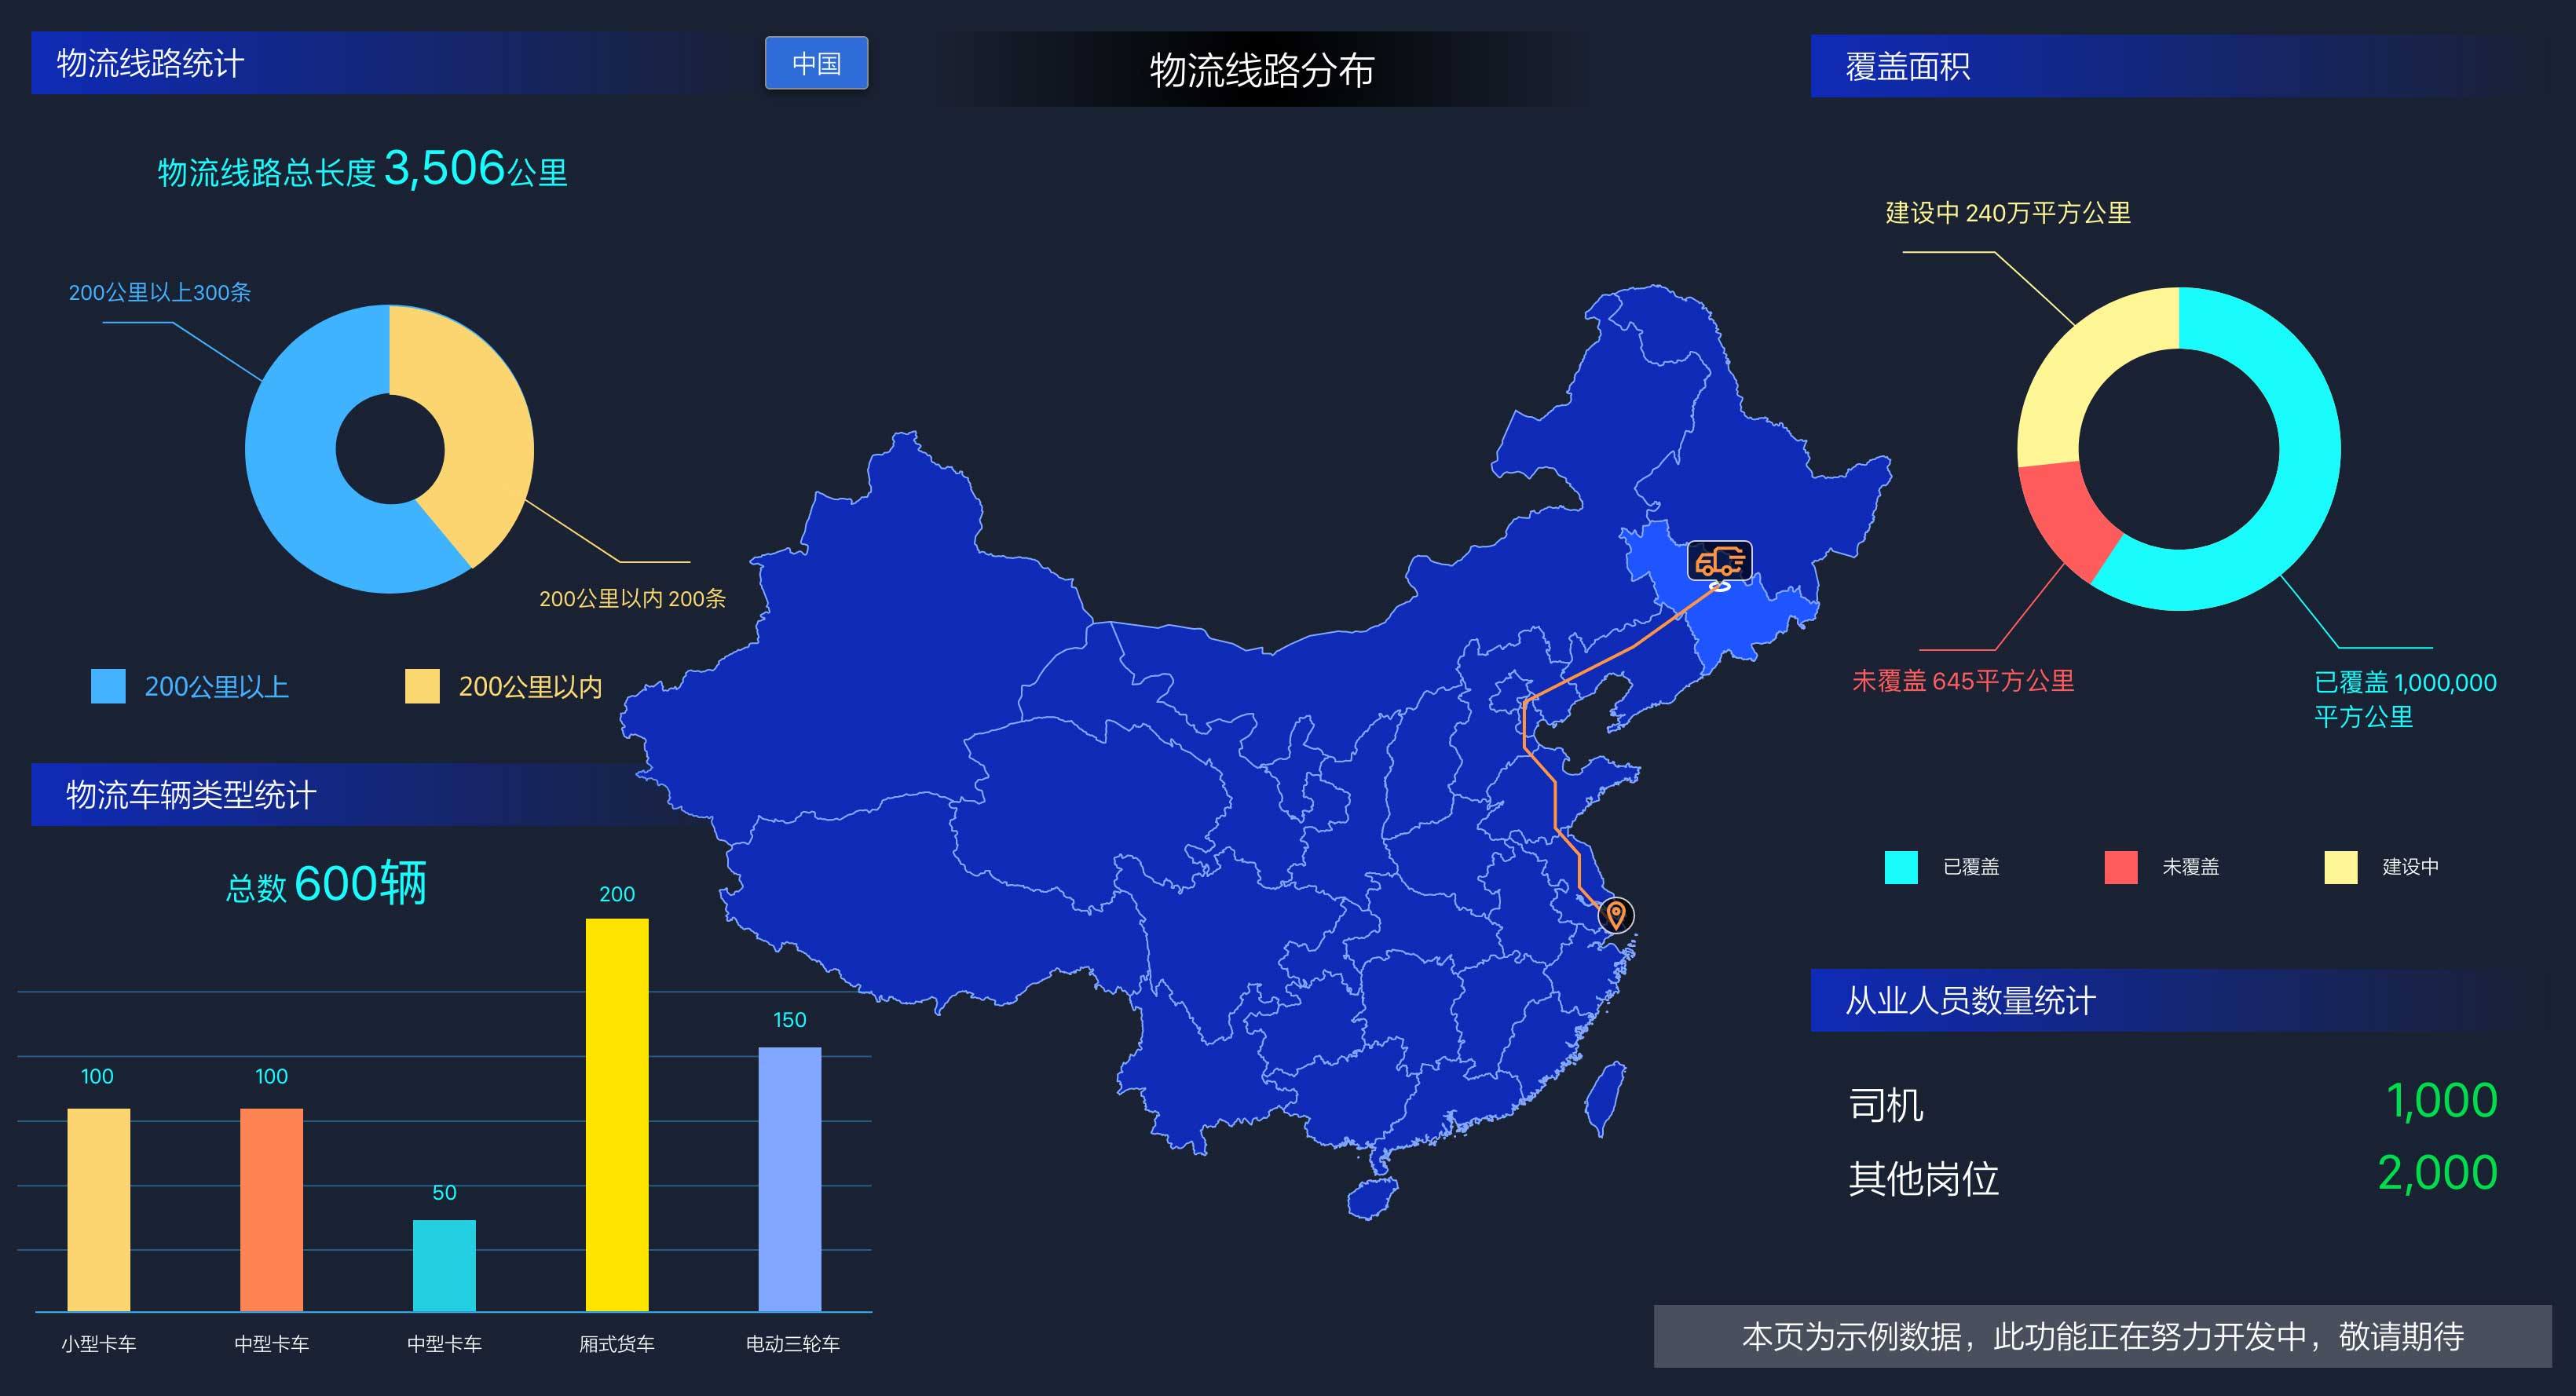 物流线路统计
中国
物流线路分布
覆盖面积
物流线路总长度 3,506公里
200公里以上300条
200公里以内 200条
200公里以上
200公里以内
建设中 240万平方公里
未覆盖 645平方公里
已覆盖 1,000,000
平方公里
已覆盖
未覆盖
建设中
物流车辆类型统计
总数 600辆
100
100
50
200
150
小型卡车
中型卡车
中型卡车
厢式货车
电动三轮车
从业人员数量统计
司机
1,000
其他岗位
2,000
本页为示例数据，此功能正在努力开发中，敬请期待